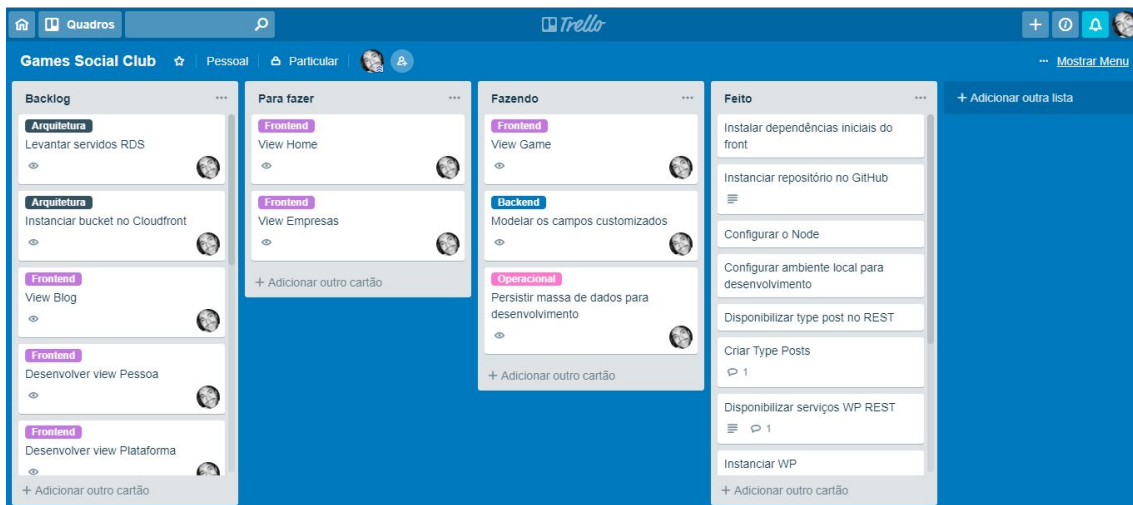 Quadros
Trello
Games Social Club
Pessoal
Particular
... Mostrar Menu
Backlog ...
Arquitetura
Levantar servidos RDS
Arquitetura
Instanciar bucket no Cloudfront
Frontend
View Blog
Frontend
Desenvolver view Pessoa
Frontend
Desenvolver view Plataforma
+ Adicionar outro cartão
Para fazer ...
Frontend
View Home
Frontend
View Empresas
+ Adicionar outro cartão
Fazendo ...
Frontend
View Game
Backend
Modelar os campos customizados
Operacional
Persistir massa de dados para
desenvolvimento
+ Adicionar outro cartão
Feito ...
Instalar dependências iniciais do
front
Instanciar repositório no GitHub
Configurar o Node
Configurar ambiente local para
desenvolvimento
Disponibilizar type post no REST
Criar Type Posts
1
Disponibilizar serviços WP REST
1
Instanciar WP
+ Adicionar outro cartão
+ Adicionar outra lista